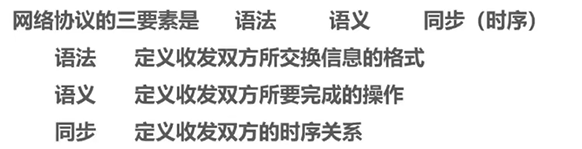 网络协议的三要素是 语法 语义 同步（时序）
语法 定义收发双方所交换信息的格式
语义 定义收发双方所要完成的操作
同步 定义收发双方的时序关系